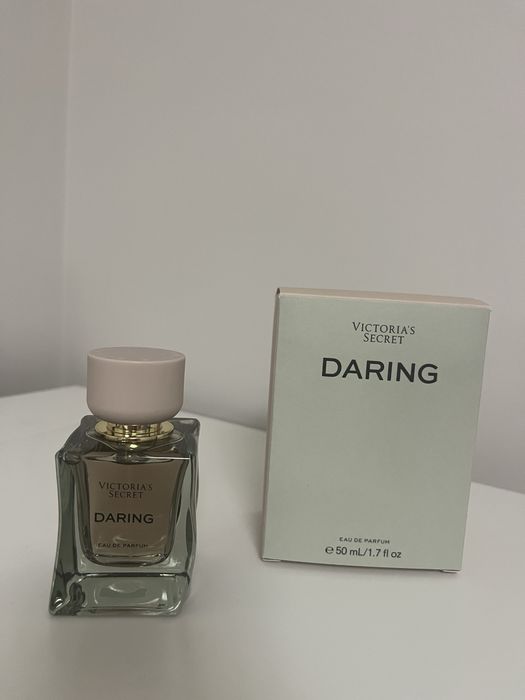 VICTORIA'S
SECRET
DARING
EAU DE PARFUM
VICTORIA'S
SECRET
DARING
EAU DE PARFUM
℮ 50 mL/1.7 fl oz